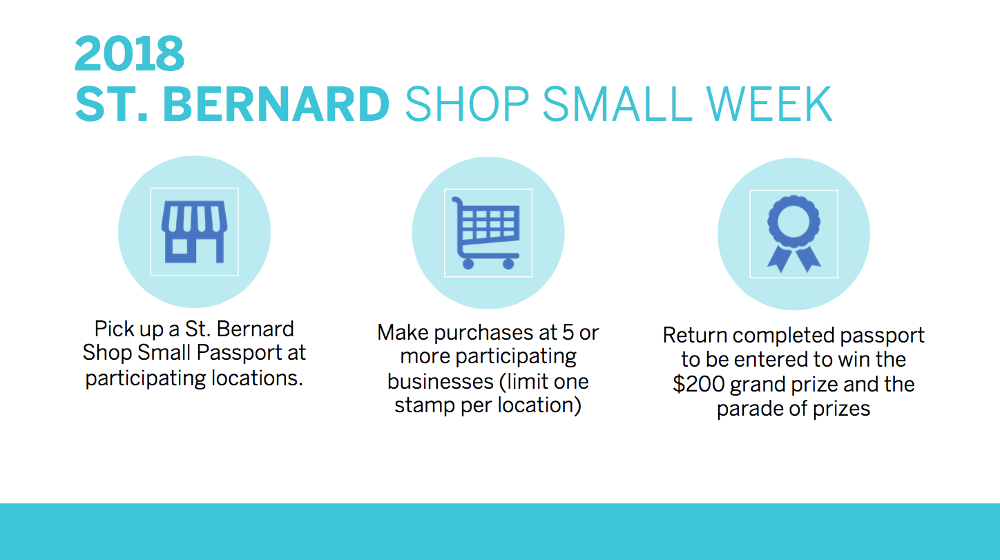 2018
ST. BERNARD SHOP SMALL WEEK
Pick up a St. Bernard
Shop Small Passport at
participating locations.
Make purchases at 5 or
more participating
businesses (limit one
stamp per location)
Return completed passport
to be entered to win the
$200 grand prize and the
parade of prizes